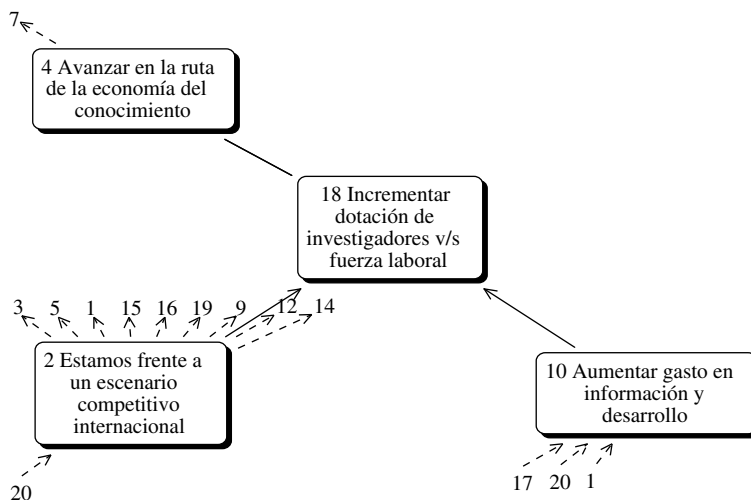 7
4 Avanzar en la ruta
de la economía del
conocimiento
18 Incrementar
dotación de
investigadores v/s
fuerza laboral
3 5 1 15 16 19 9 12 14
2 Estamos frente a
un escenario
competitivo
internacional
10 Aumentar gasto en
información y
desarrollo
20
17 20 1